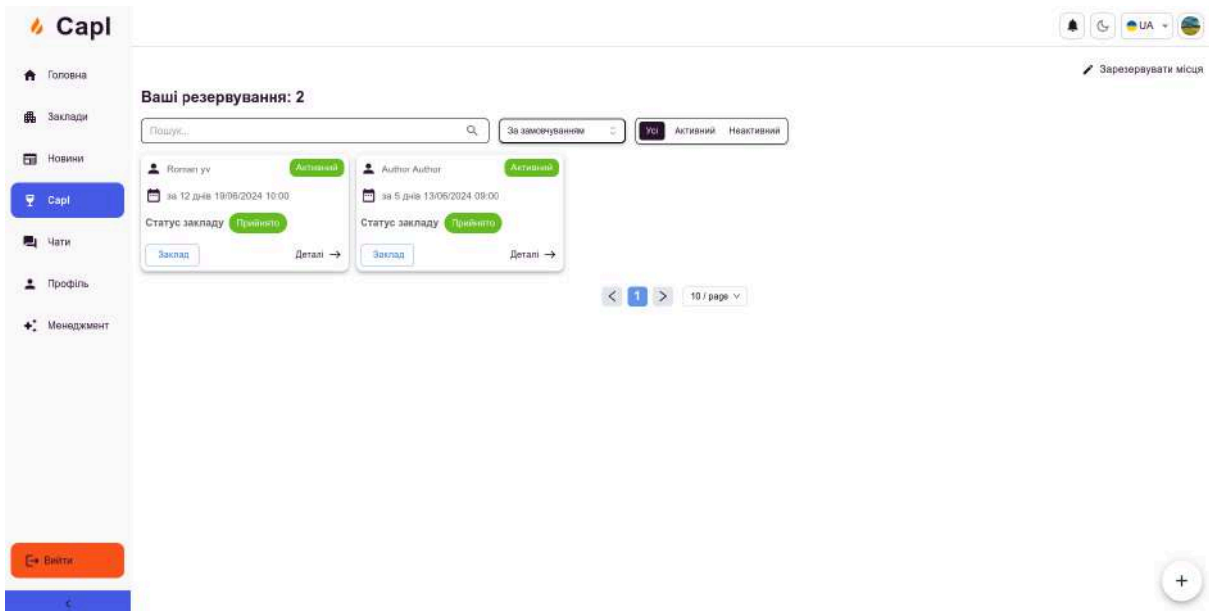 Capl
UA
Головна
Заклади
Новини
Capl
Чати
Профіль
Менеджмент
Вийти
Зарезервувати місця
Ваші резервування: 2
Пошук...
За замовчуванням
Усі Активний Неактивний
Roman yv Активний
за 12 днів 19/06/2024 10:00
Статус закладу Прийнято
Заклад Деталі →
Author Author Активний
за 5 днів 13/06/2024 09:00
Статус закладу Прийнято
Заклад Деталі →
< 1 > 10 / page
+